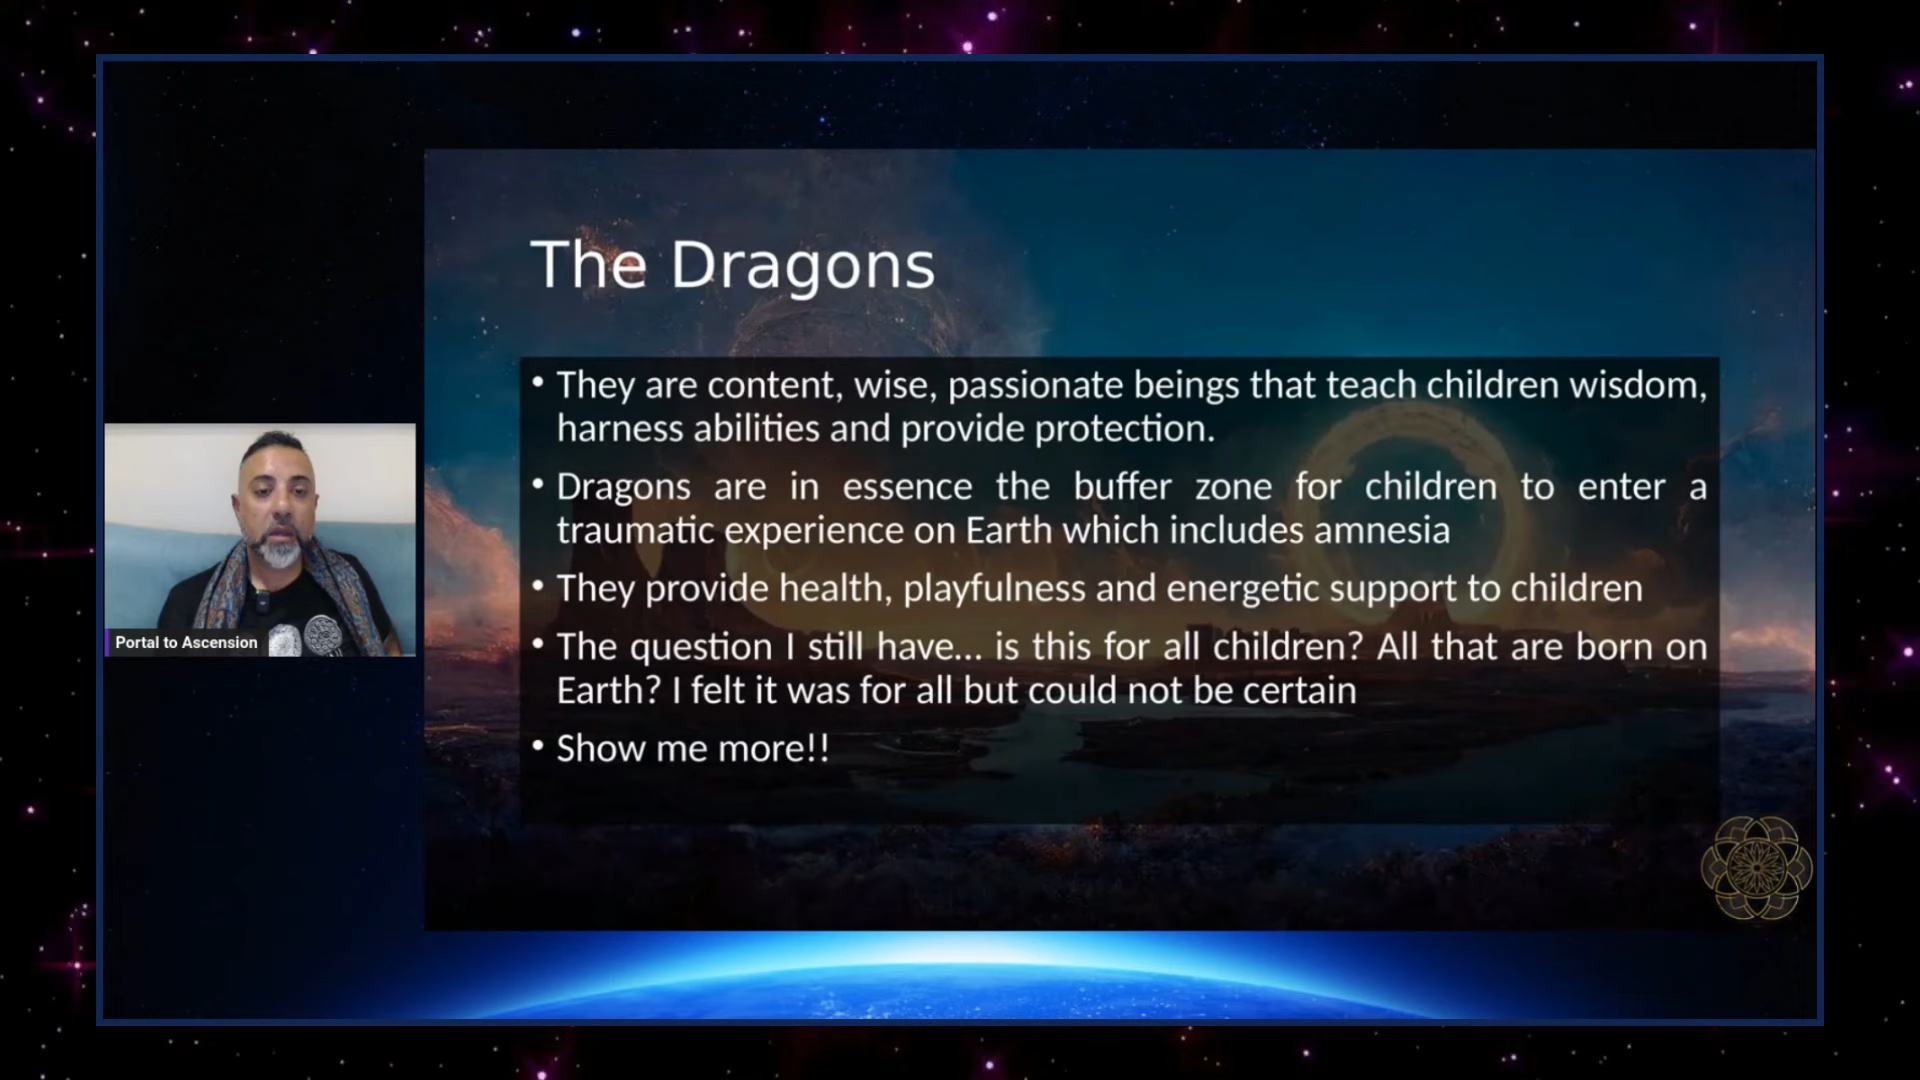 The Dragons
• They are content, wise, passionate beings that teach children wisdom,
harness abilities and provide protection.
• Dragons are in essence the buffer zone for children to enter a
traumatic experience on Earth which includes amnesia
• They provide health, playfulness and energetic support to children
• The question I still have... is this for all children? All that are born on
Earth? I felt it was for all but could not be certain
• Show me more!!
Portal to Ascension